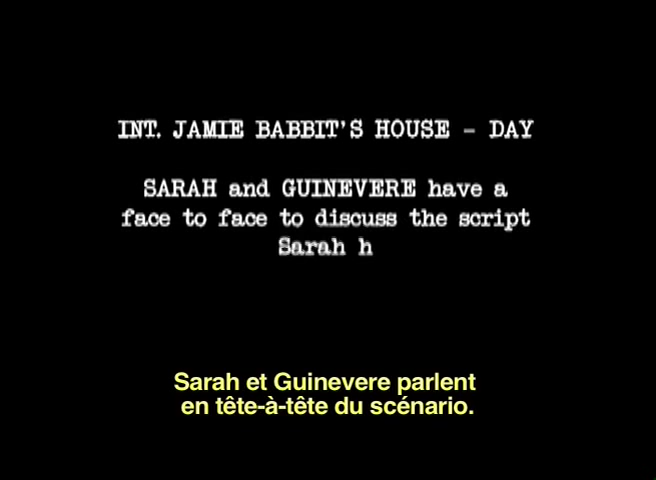 INT. JAMIE BABBIT'S HOUSE – DAY
SARAH and GUINEVERE have a
face to face to discuss the script
Sarah h
Sarah et Guinevere parlent
en tête-à-tête du scénario.